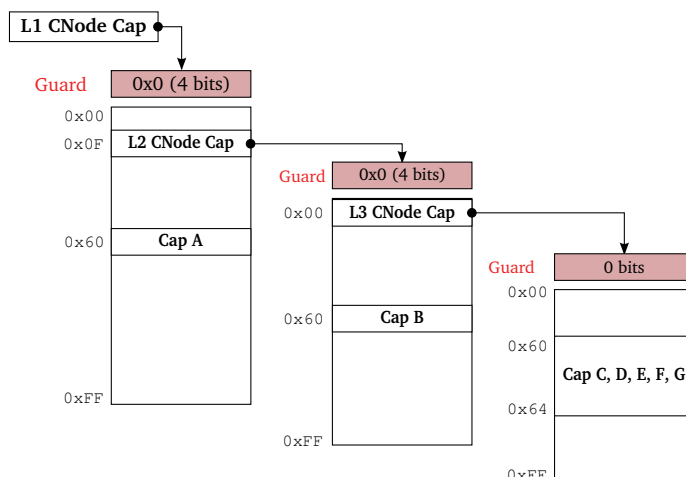 L1 CNode Cap
Guard 0x0 (4 bits)
0x00
0x0F L2 CNode Cap
0x60 Cap A
0xFF
Guard 0x0 (4 bits)
0x00 L3 CNode Cap
0x60 Cap B
0xFF
Guard 0 bits
0x00
0x60
Cap C, D, E, F, G
0x64
0xFF